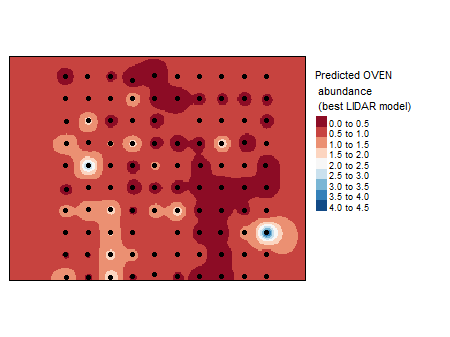 Predicted OVEN
abundance
(best LIDAR model)
0.0 to 0.5
0.5 to 1.0
1.0 to 1.5
1.5 to 2.0
2.0 to 2.5
2.5 to 3.0
3.0 to 3.5
3.5 to 4.0
4.0 to 4.5